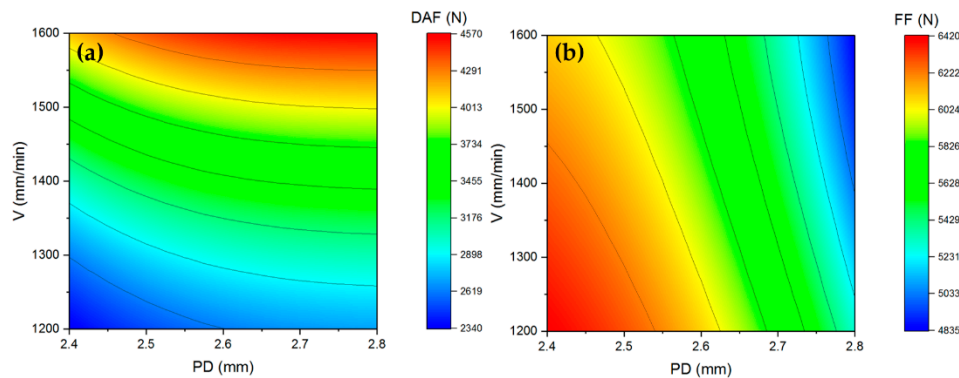 (a)
DAF (N)
1600
1500
1400
1300
1200
V (mm/min)
2.4 2.5 2.6 2.7 2.8
PD (mm)
4570
4291
4013
3734
3455
3176
2898
2619
2340
(b)
FF (N)
1600
1500
1400
1300
1200
V (mm/min)
2.4 2.5 2.6 2.7 2.8
PD (mm)
6420
6222
6024
5826
5628
5429
5231
5033
4835